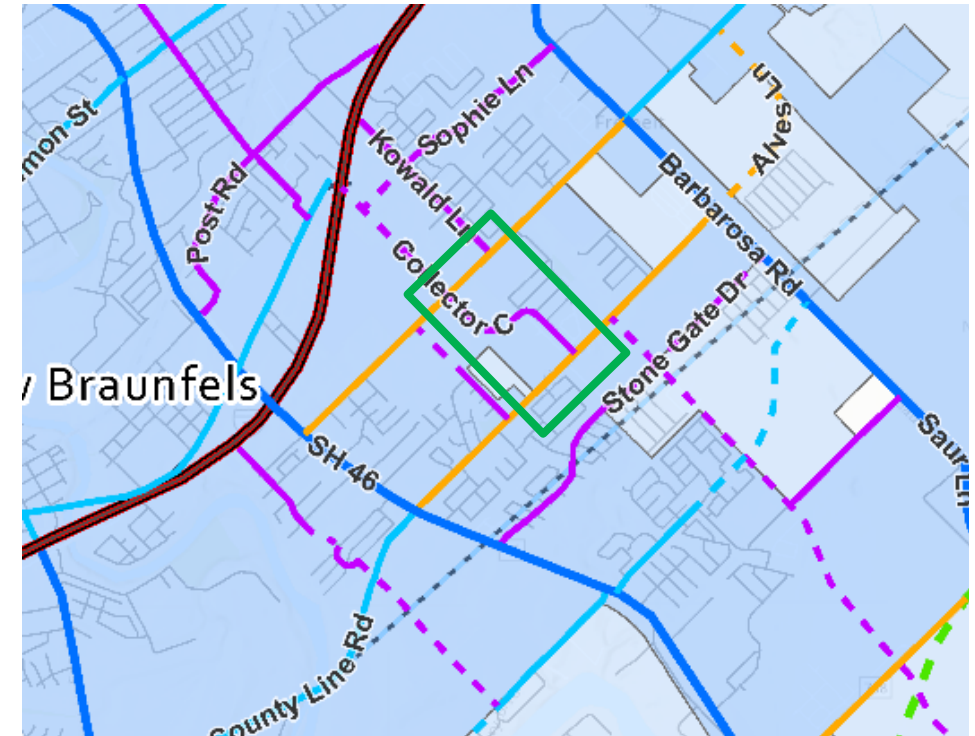 mon St
Sophie Ln
Alves Ln
Kowald Ln
Post Rd
Barbarosa Rd
Collector C
Stone Gate Dr
w Braunfels
SH 46
Saur Ln
County Line Rd